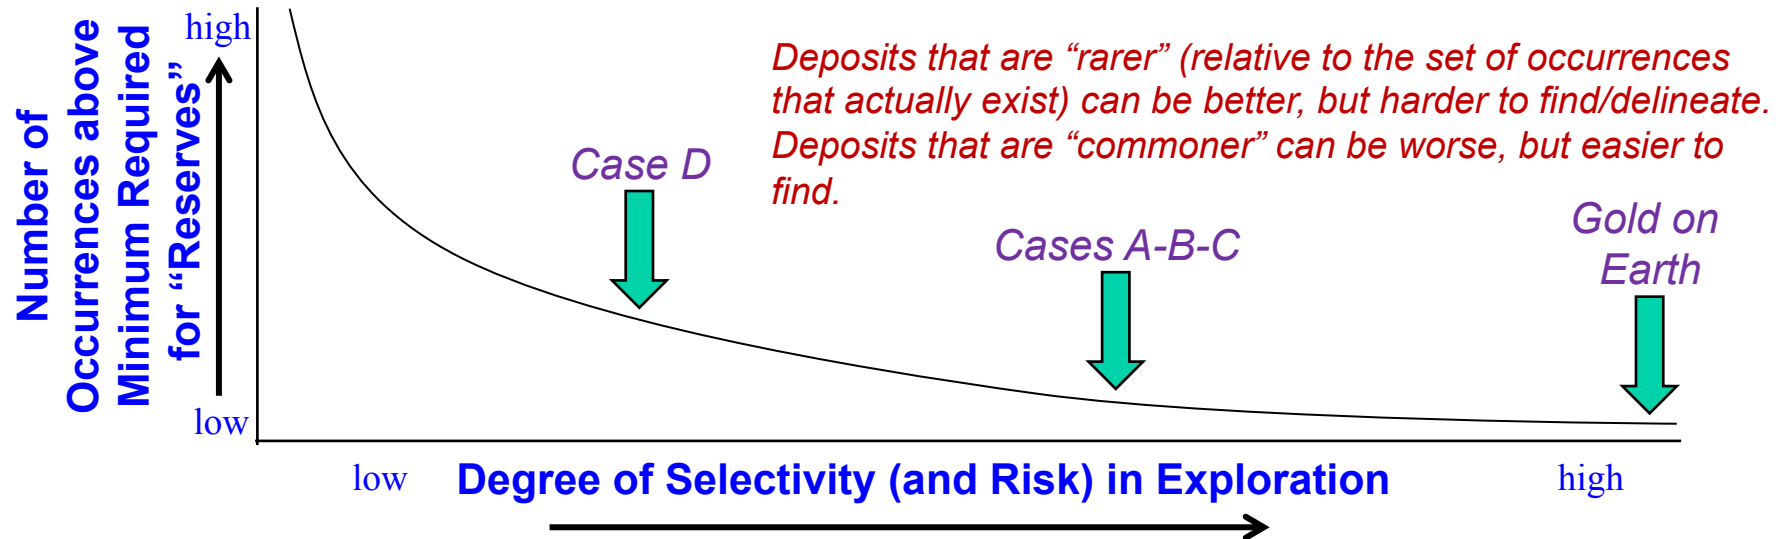 Number of
Occurrences above
Minimum Required
for “Reserves”
high
low
Deposits that are “rarer” (relative to the set of occurrences
that actually exist) can be better, but harder to find/delineate.
Deposits that are “commoner” can be worse, but easier to
find.
Case D
Cases A-B-C
Gold on
Earth
low
Degree of Selectivity (and Risk) in Exploration
high